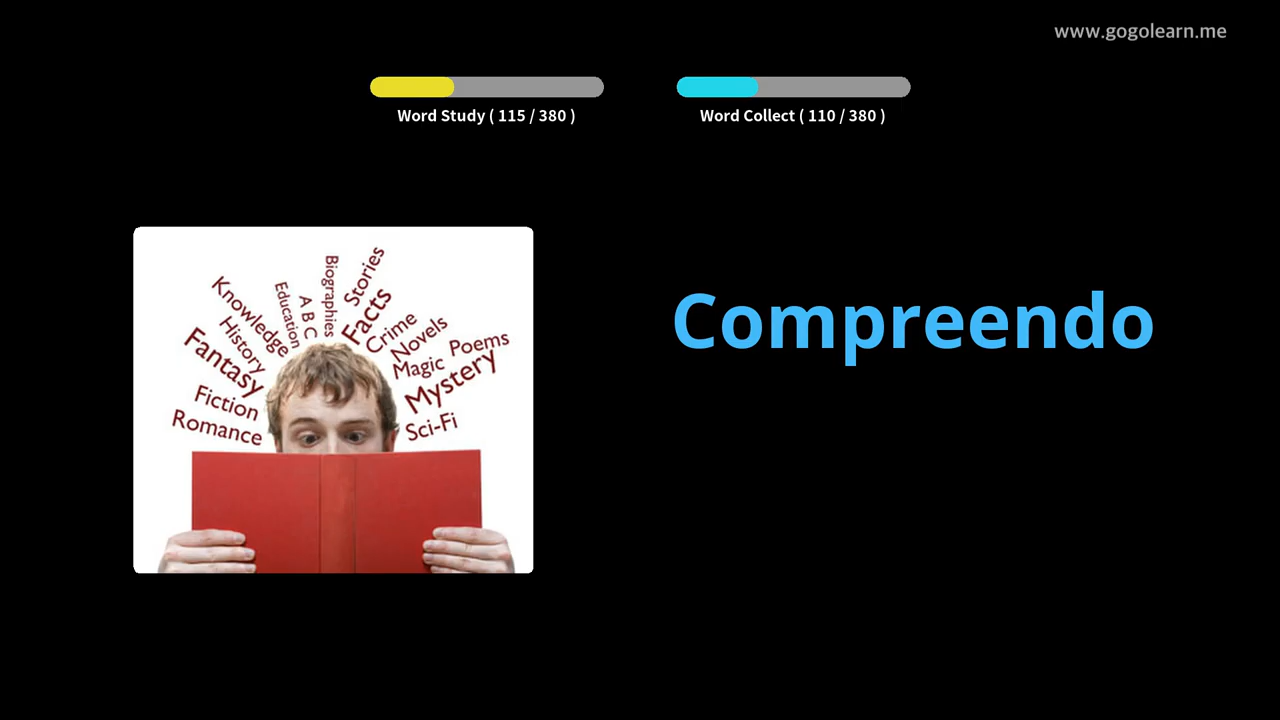 www.gogolearn.me
Word Study ( 115 / 380 )
Word Collect ( 110 / 380 )
Compreendo
Romance
Fiction
Fantasy
History
Knowledge
Education
A B C
Biographies
Stories
Facts
Crime
Novels
Magic
Poems
Mystery
Sci-Fi